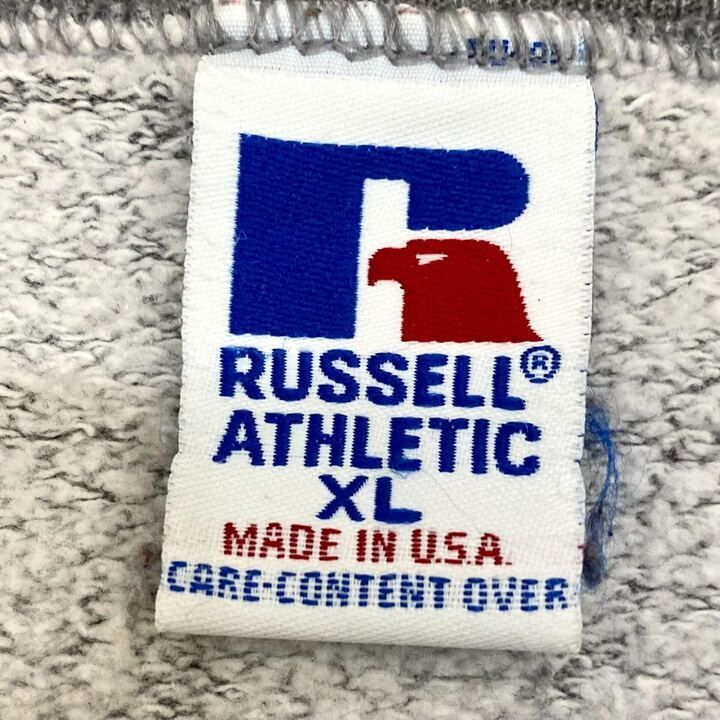 RUSSELL®
ATHLETIC
XL
MADE IN U.S.A.
CARE-CONTENT OVER